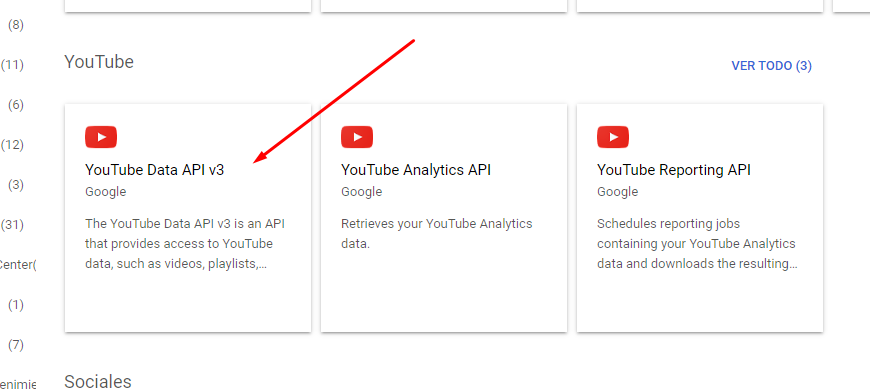 (8)
YouTube
VER TODO (3)
(11)
(6)
(12)
(3)
(31)
Center(
(1)
(7)
enimie
YouTube Data API v3
Google
The YouTube Data API v3 is an API
that provides access to YouTube
data, such as videos, playlists,...
YouTube Analytics API
Google
Retrieves your YouTube Analytics
data.
YouTube Reporting API
Google
Schedules reporting jobs
containing your YouTube Analytics
data and downloads the resulting...
Sociales